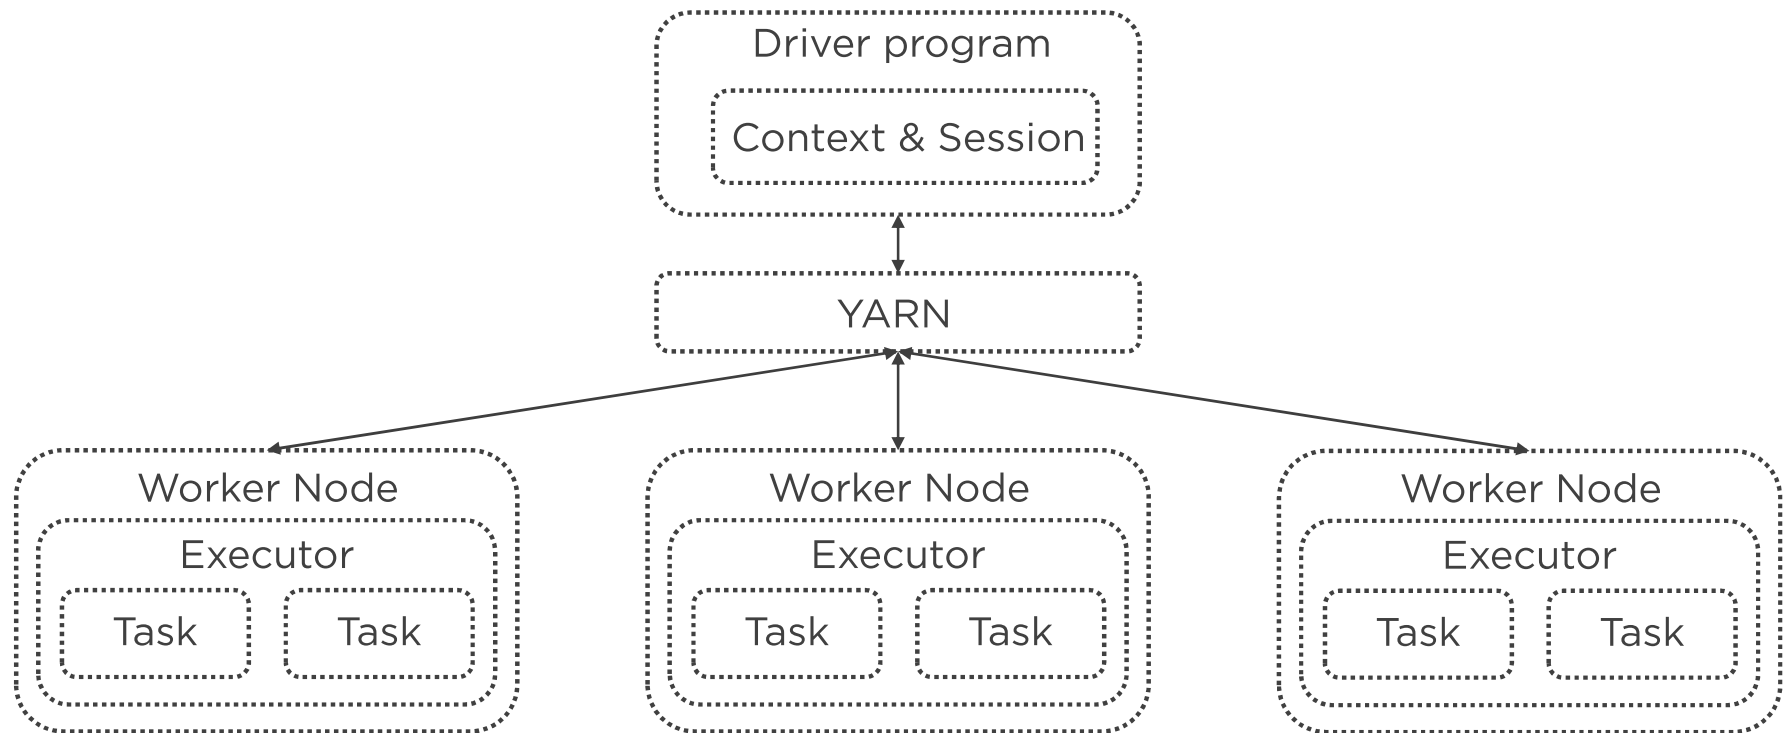 Driver program
Context & Session
YARN
Worker Node
Executor
Task
Task
Worker Node
Executor
Task
Task
Worker Node
Executor
Task
Task